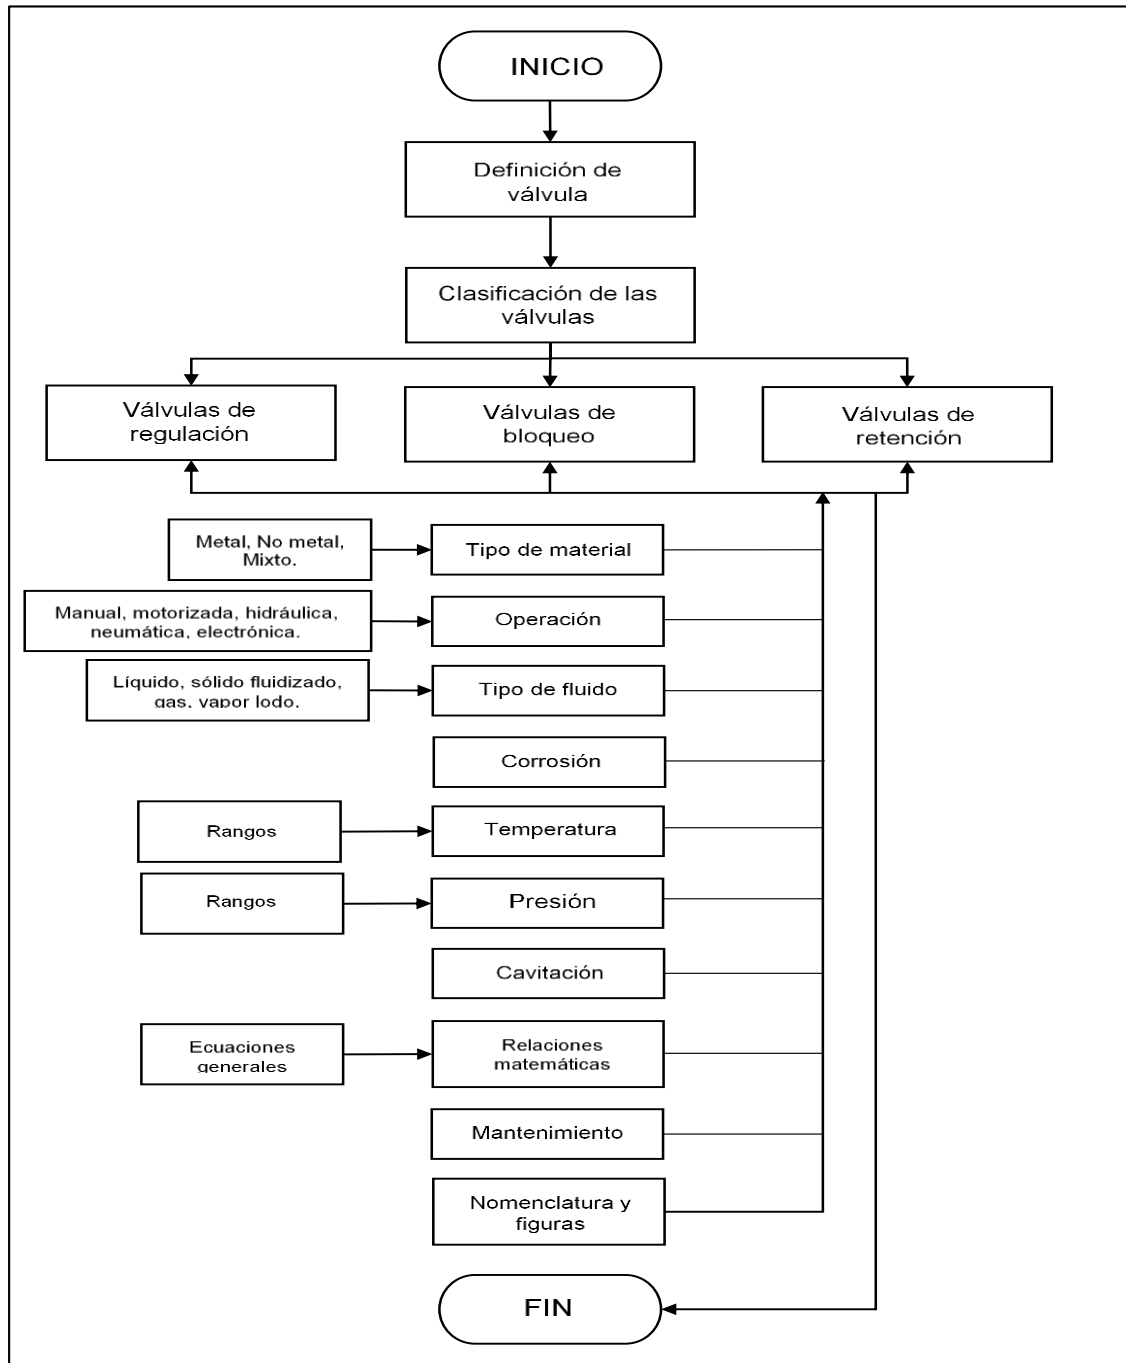 INICIO
Definición de
válvula
Clasificación de las
válvulas
Válvulas de
regulación
Válvulas de
bloqueo
Válvulas de
retención
Metal, No metal,
Mixto.
Tipo de material
Manual, motorizada, hidráulica,
neumática, electrónica.
Operación
Líquido, sólido fluidizado,
gas, vapor lodo.
Tipo de fluido
Corrosión
Rangos
Temperatura
Rangos
Presión
Cavitación
Ecuaciones
generales
Relaciones
matemáticas
Mantenimiento
Nomenclatura y
figuras
FIN